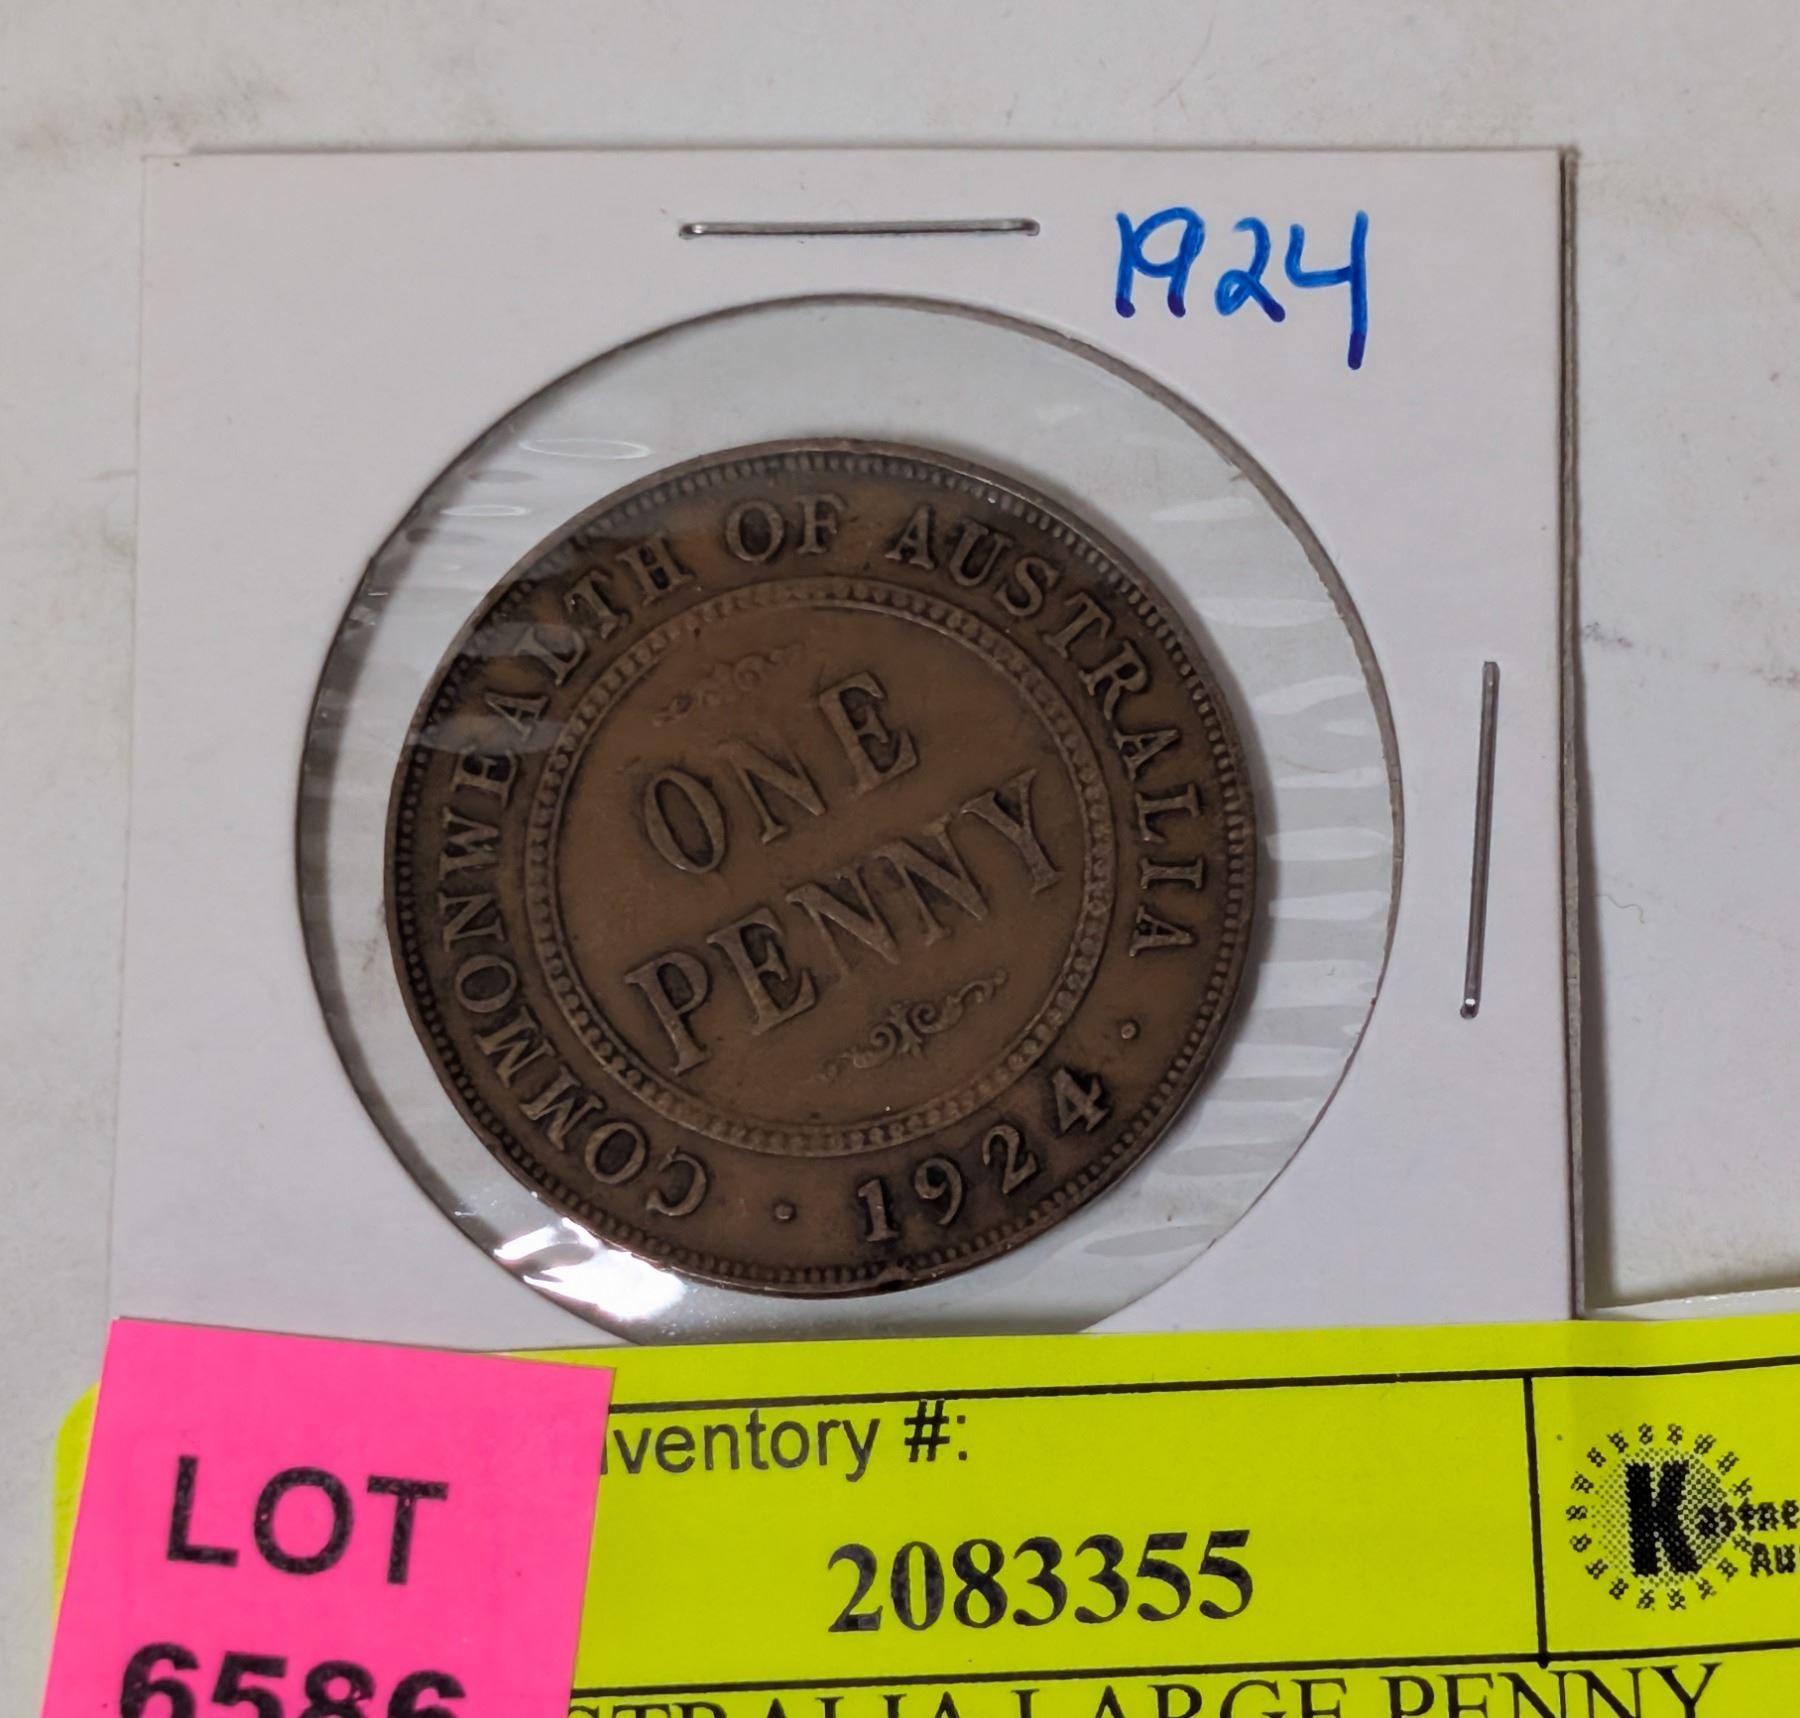 1924
COMMONWEALTH OF AUSTRALIA
ONE
PENNY
· 1924 ·
LOT
6586
nventory #:
2083355
STRALIA LARGE PENNY